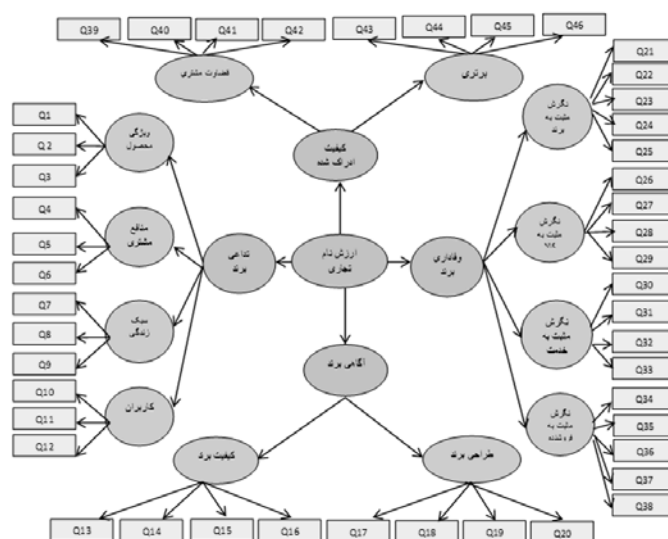 Q39
Q40
Q41
Q42
Q43
Q44
Q45
Q46
قضاوت مشتری
برتری
Q21
Q22
Q23
Q24
Q25
نگرش
مثبت به
برند
Q1
Q 2
Q3
ویژگی
محصول
کیفیت
ادراک شده
Q4
Q5
Q6
منافع
مشتری
Q26
Q27
Q28
Q29
نگرش
مثبت به
تداعی
برند
ارزش نام
تجاری
وفاداری
برند
Q7
Q8
Q9
سبک
زندگی
Q30
Q31
Q32
Q33
نگرش
مثبت به
خدمت
آگاهی برند
Q10
Q11
Q12
کاربران
Q34
Q35
Q36
Q37
Q38
نگرش
مثبت به
فروشنده
کیفیت برند
طراحی برند
Q13
Q14
Q15
Q16
Q17
Q18
Q19
Q20